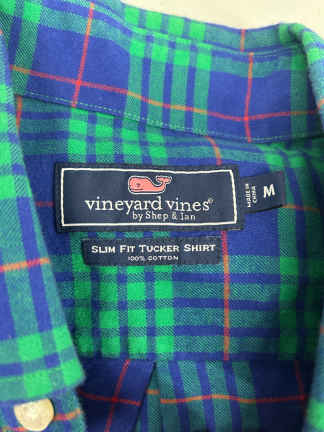 vineyard vines®
by Shep & Ian
MADE IN
CHINA
M
SLIM FIT TUCKER SHIRT
100% COTTON